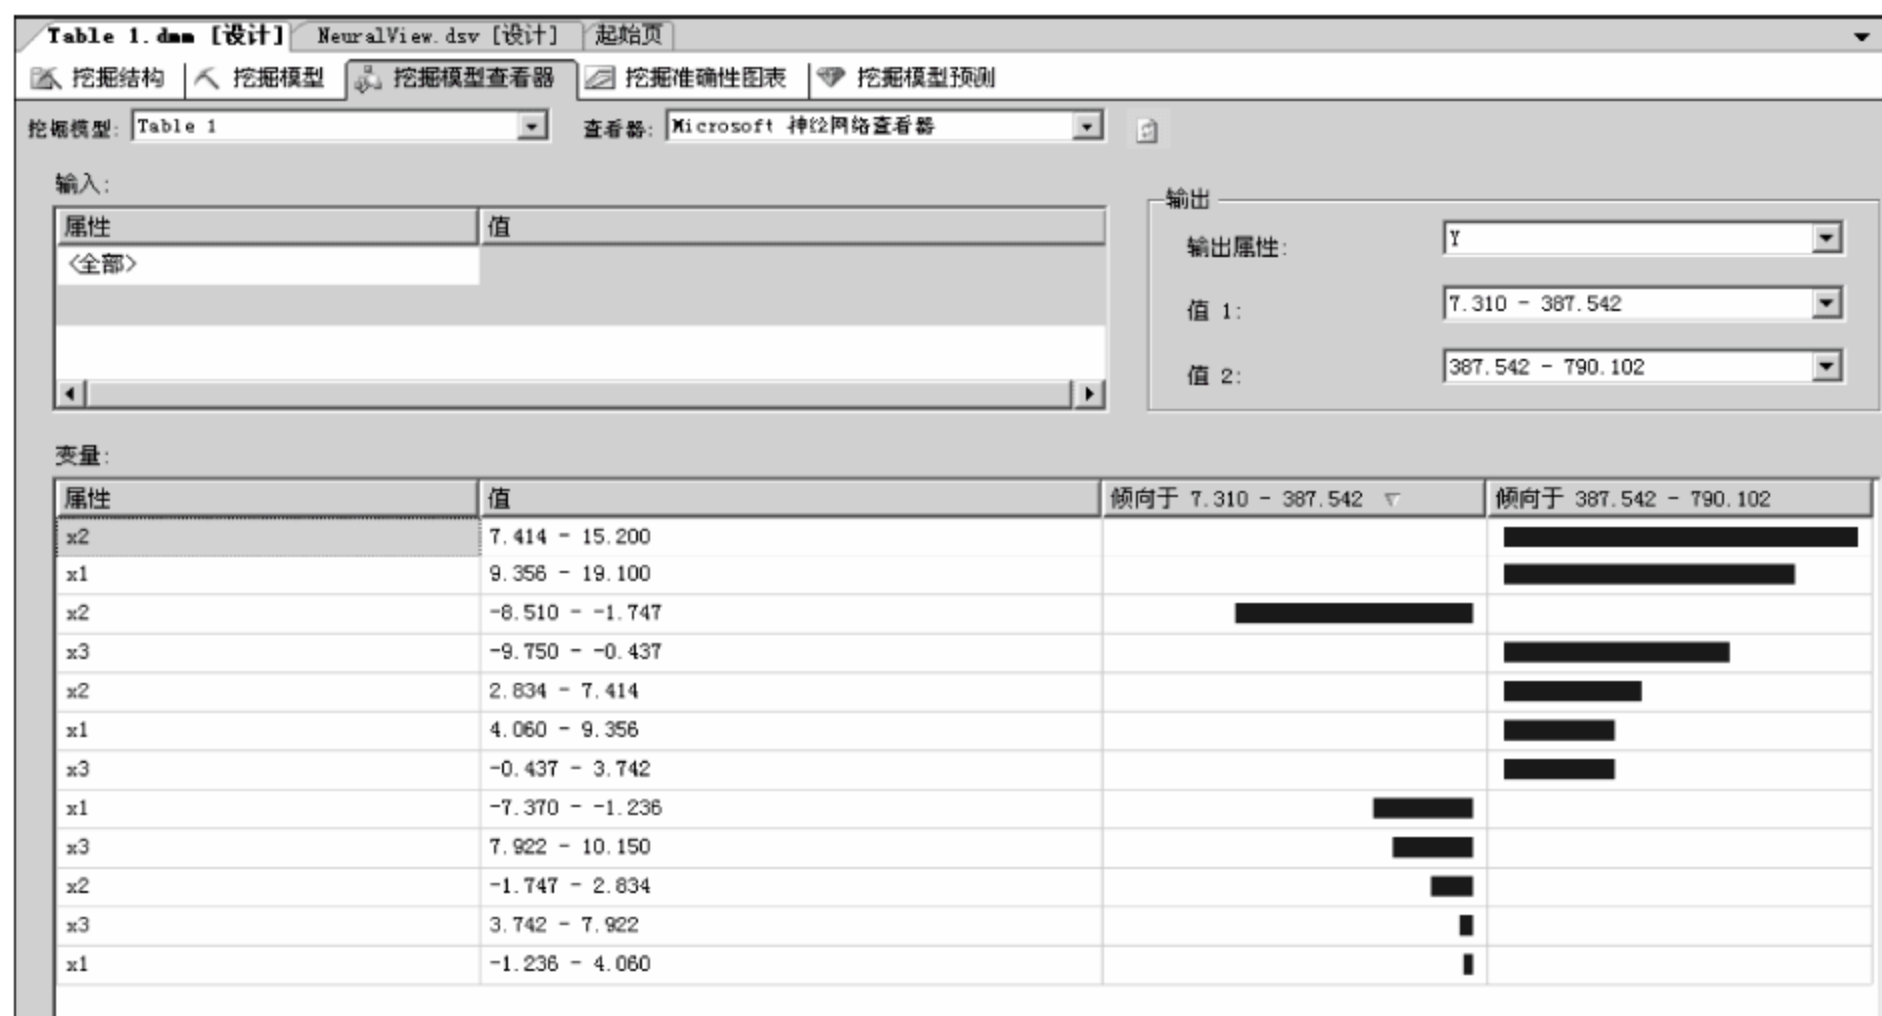 Table 1.dmm [设计] NeuralView.dsv [设计] 起始页
挖掘结构 挖掘模型 挖掘模型查看器 挖掘准确性图表 挖掘模型预测
挖掘模型: Table 1 查看器: Microsoft 神经网络查看器
输入:
属性 值
<全部>
输出
输出属性: Y
值 1: 7.310 - 387.542
值 2: 387.542 - 790.102
变量:
属性 值 倾向于 7.310 - 387.542 倾向于 387.542 - 790.102
x2 7.414 - 15.200
x1 9.356 - 19.100
x2 -8.510 - -1.747
x3 -9.750 - -0.437
x2 2.834 - 7.414
x1 4.060 - 9.356
x3 -0.437 - 3.742
x1 -7.370 - -1.236
x3 7.922 - 10.150
x2 -1.747 - 2.834
x3 3.742 - 7.922
x1 -1.236 - 4.060